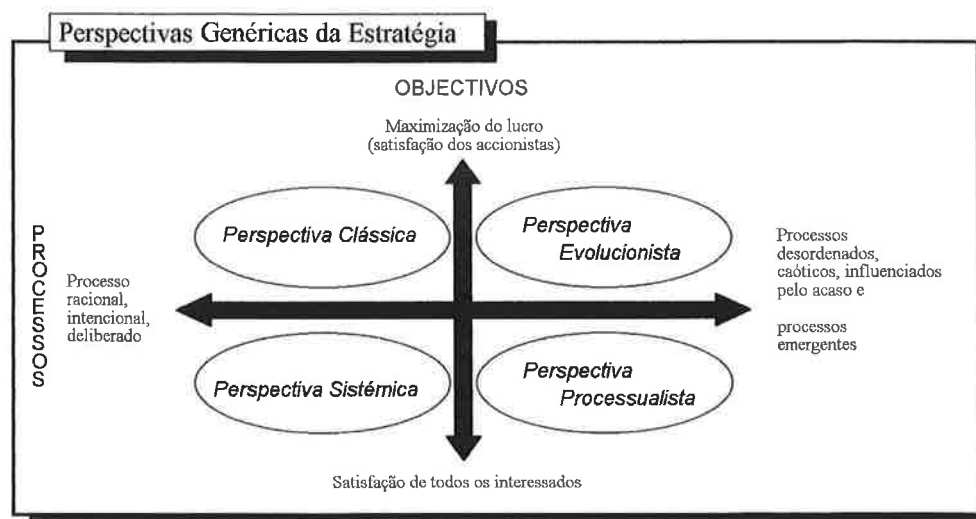 Perspectivas Genéricas da Estratégia
OBJECTIVOS
Maximização do lucro
(satisfação dos accionistas)
PROCESSOS
Processo
racional,
intencional,
deliberado
Perspectiva Clássica
Perspectiva
Evolucionista
Processos
desordenados,
caóticos, influenciados
pelo acaso e
processos
emergentes
Perspectiva Sistémica
Perspectiva
Processualista
Satisfação de todos os interessados